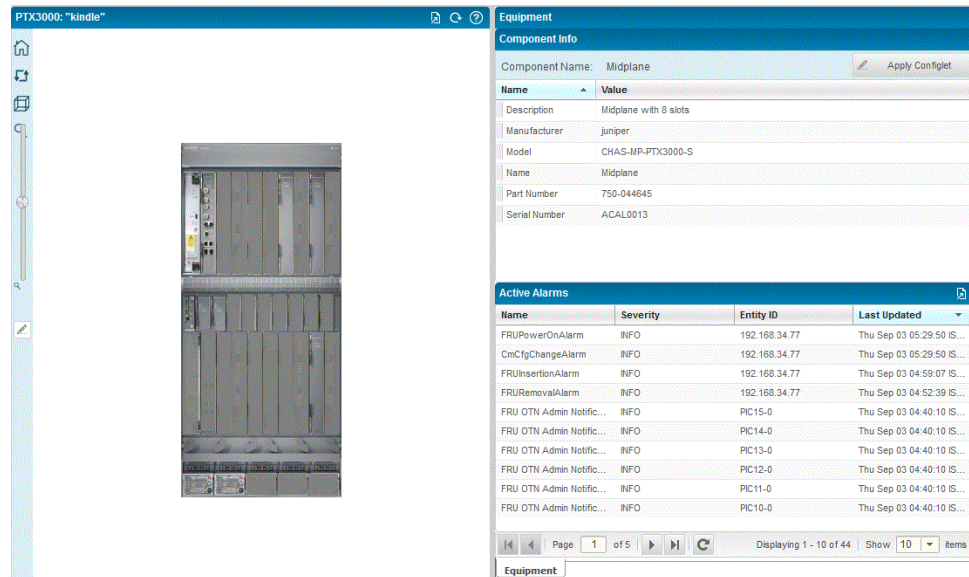 PTX3000: "kindle"
Equipment
Component Info
Component Name: Midplane
Apply Configlet
Name Value
Description Midplane with 8 slots
Manufacturer juniper
Model CHAS-MP-PTX3000-S
Name Midplane
Part Number 750-044645
Serial Number ACAL0013
Active Alarms
Name Severity Entity ID Last Updated
FRUPowerOnAlarm INFO 192.168.34.77 Thu Sep 03 05:29:50 IS...
CmCfgChangeAlarm INFO 192.168.34.77 Thu Sep 03 05:29:50 IS...
FRUInsertionAlarm INFO 192.168.34.77 Thu Sep 03 04:59:07 IS...
FRURemovalAlarm INFO 192.168.34.77 Thu Sep 03 04:52:39 IS...
FRU OTN Admin Notific... INFO PIC15-0 Thu Sep 03 04:40:10 IS...
FRU OTN Admin Notific... INFO PIC14-0 Thu Sep 03 04:40:10 IS...
FRU OTN Admin Notific... INFO PIC13-0 Thu Sep 03 04:40:10 IS...
FRU OTN Admin Notific... INFO PIC12-0 Thu Sep 03 04:40:10 IS...
FRU OTN Admin Notific... INFO PIC11-0 Thu Sep 03 04:40:10 IS...
FRU OTN Admin Notific... INFO PIC10-0 Thu Sep 03 04:40:10 IS...
Page 1 of 5 Displaying 1 - 10 of 44 Show 10 items
Equipment